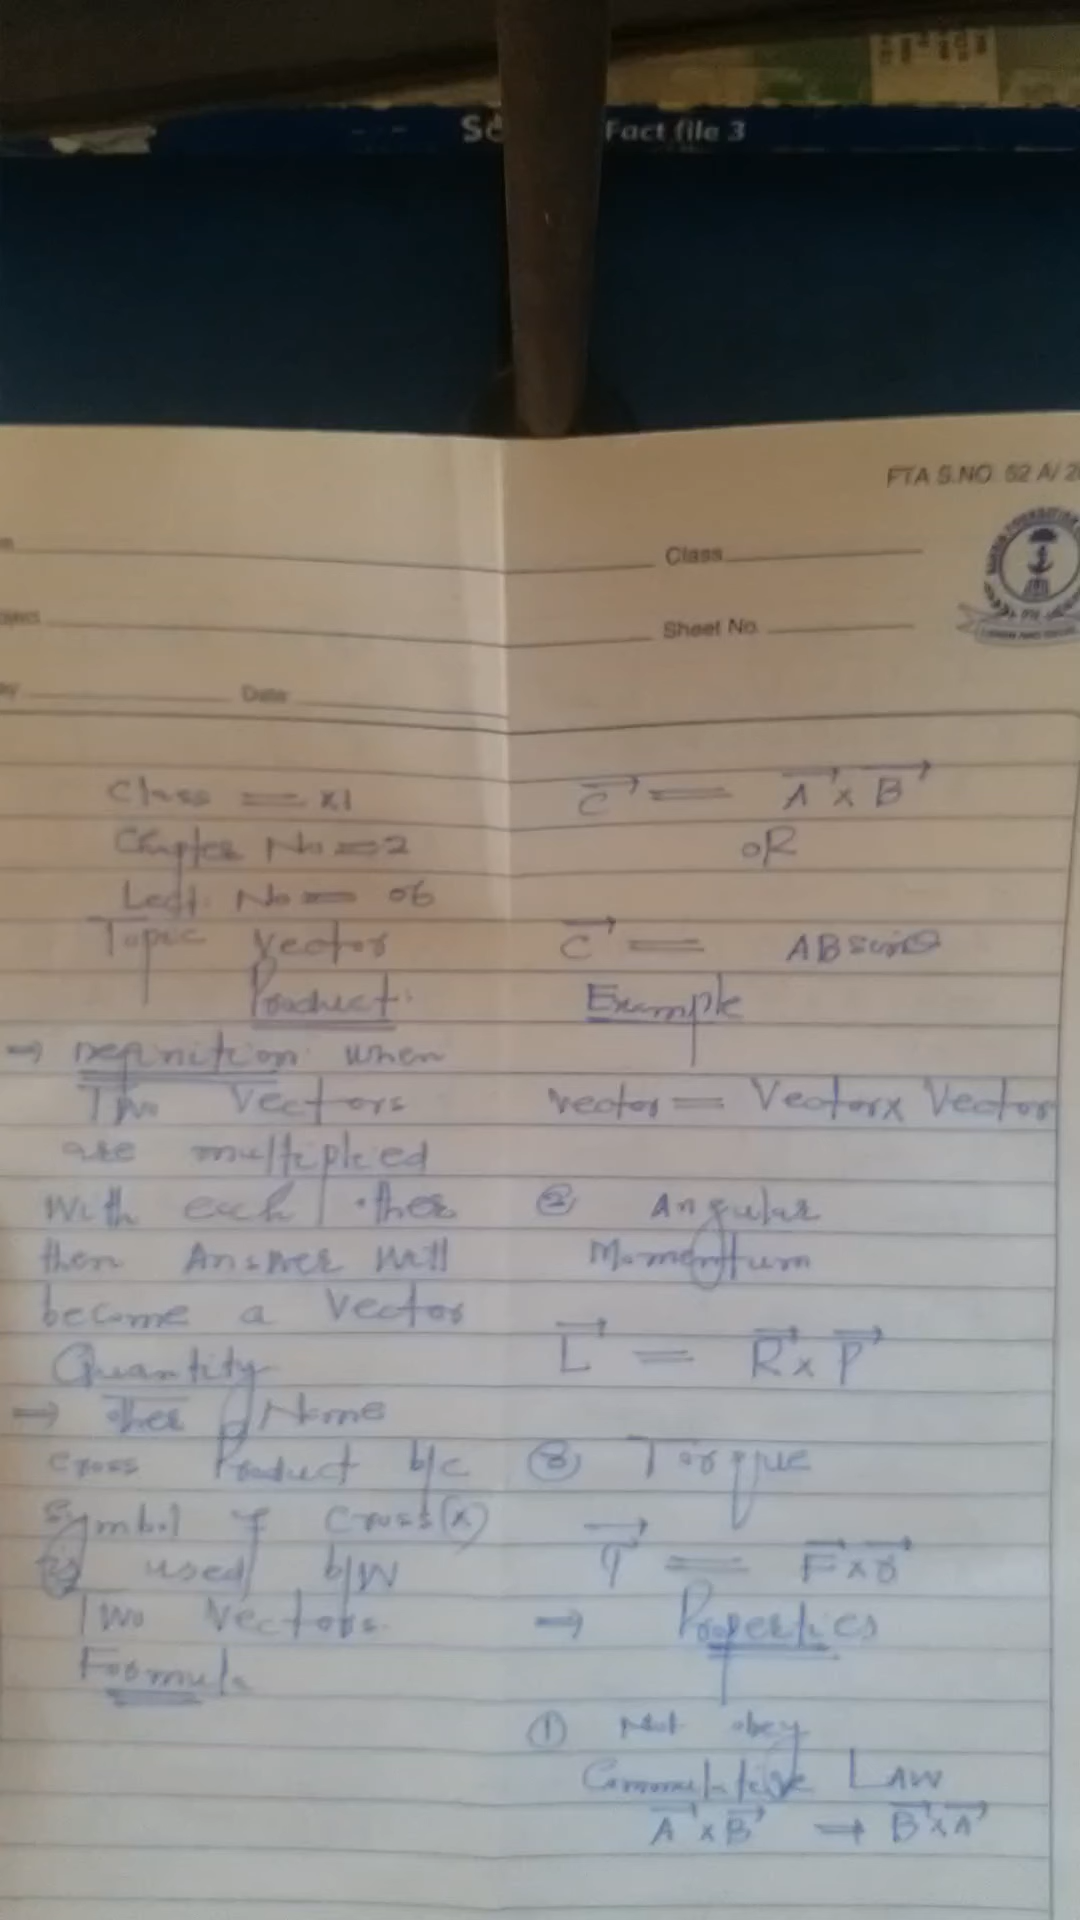 Fact file 3
FTA S.NO. 52 A/2
Class
Sheet No.
Date:
Class = XI
Chapter No = 2
Lect. No = 06
Topic Vector
Product:
→ Definition: when
Two Vectors
are multiplied
with each other
then Answer will
become a Vector
Quantity
→ Other Name
Cross Product b/c
symbol of cross(x)
is used b/w
Two Vectors.
Formula
C = A x B
OR
C = AB sinθ
Example
Vector = Vector x Vector
② Angular
Momentum
L = R x P
③ Torque
τ = F x r
→ Properties
① Not obey
Commutative Law
A x B → B x A